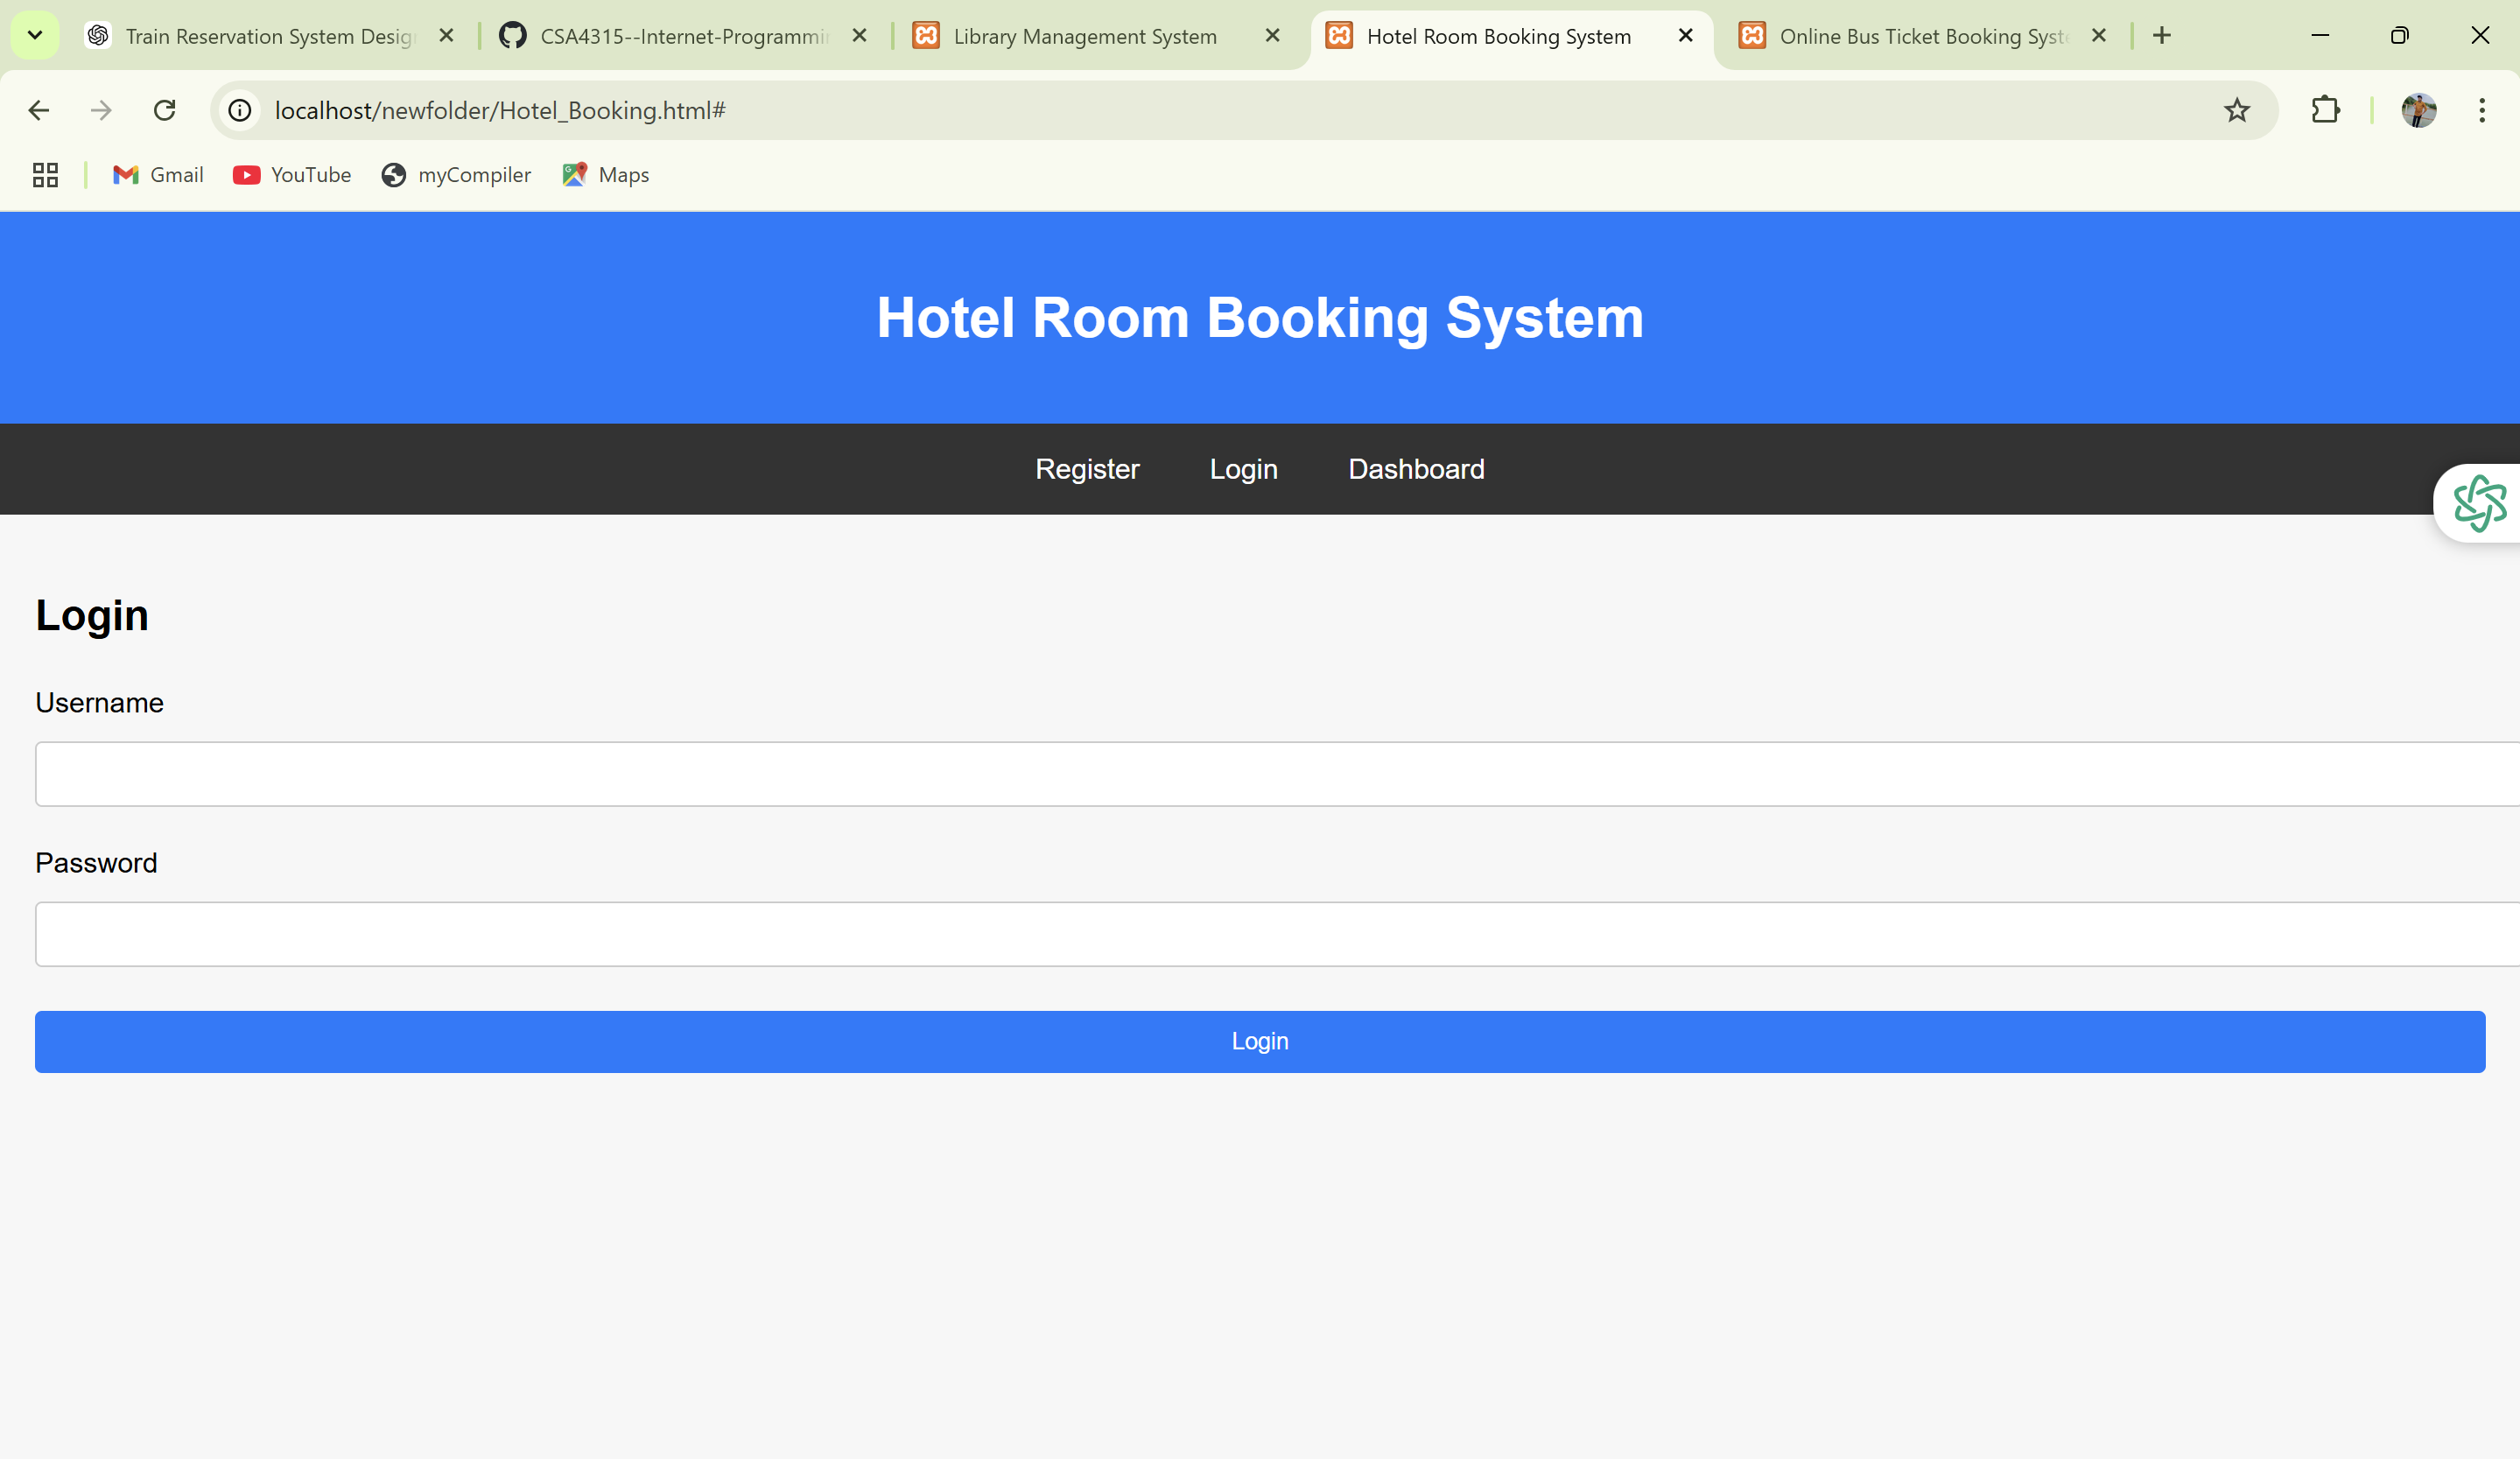 Train Reservation System Desig
CSA4315--Internet-Programmi
Library Management System
Hotel Room Booking System
Online Bus Ticket Booking Syst
localhost/newfolder/Hotel_Booking.html#
Gmail
YouTube
myCompiler
Maps
Hotel Room Booking System
Register Login Dashboard
Login
Username
Password
Login